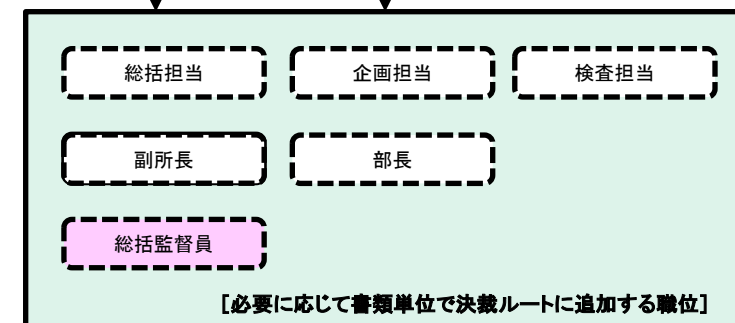 総括担当
企画担当
検査担当
副所長
部長
総括監督員
[必要に応じて書類単位で決裁ルートに追加する職位]